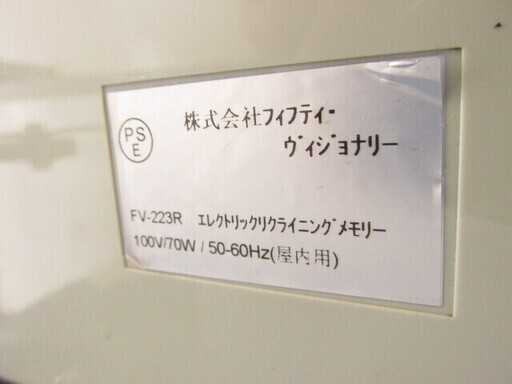 PS
E
株式会社フィフティー
ヴィジョナリー
FV-223R エレクトリックリクライニングメモリー
100V/70W / 50-60Hz(屋内用)